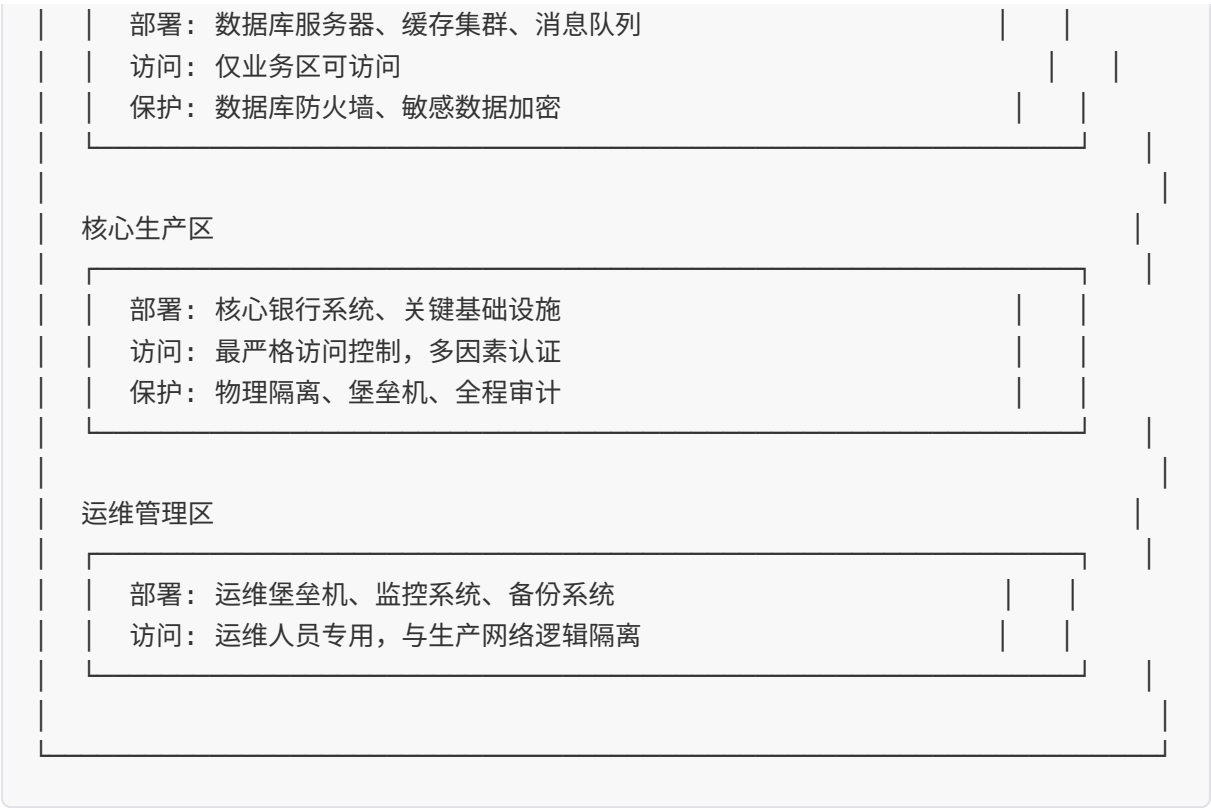 部署: 数据库服务器、缓存集群、消息队列
访问: 仅业务区可访问
保护: 数据库防火墙、敏感数据加密
核心生产区
部署: 核心银行系统、关键基础设施
访问: 最严格访问控制，多因素认证
保护: 物理隔离、堡垒机、全程审计
运维管理区
部署: 运维堡垒机、监控系统、备份系统
访问: 运维人员专用，与生产网络逻辑隔离